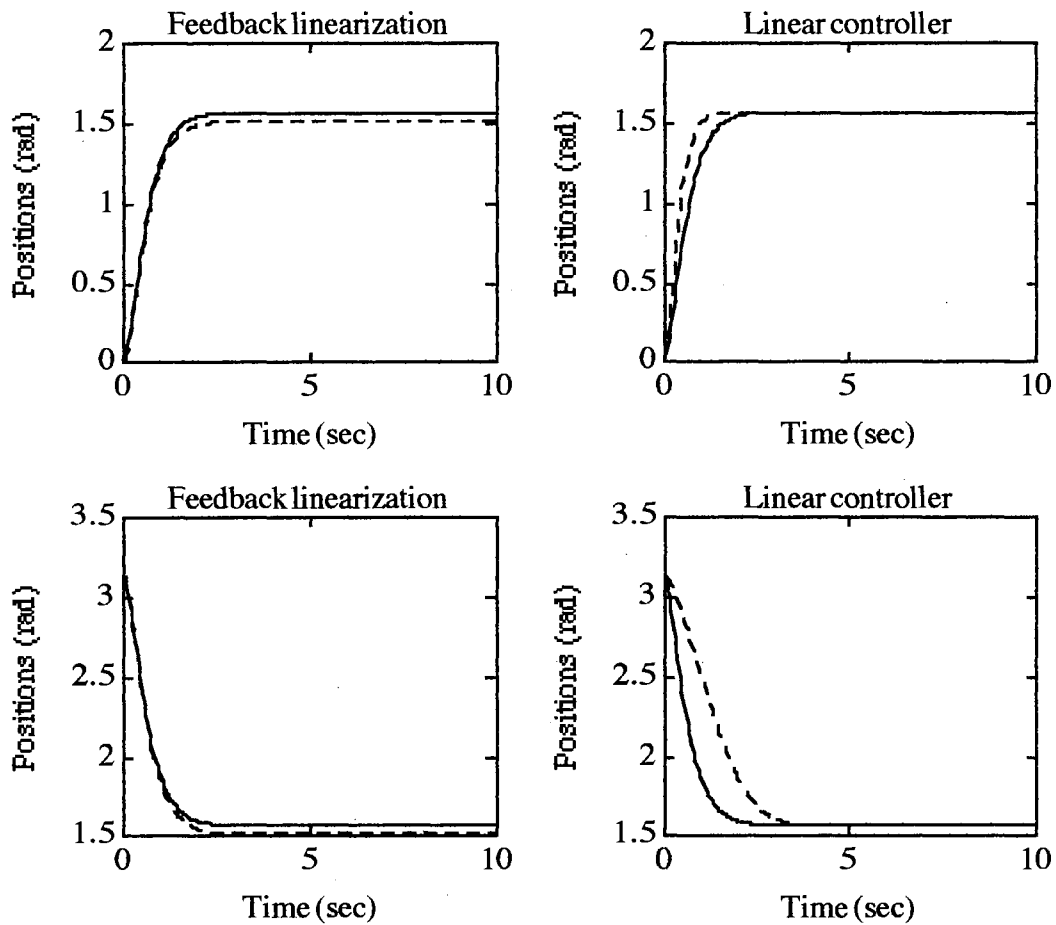 Feedback linearization
2
1.5
1
0.5
0
Positions (rad)
0
5
10
Time (sec)
Linear controller
2
1.5
1
0.5
0
Positions (rad)
0
5
10
Time (sec)
Feedback linearization
3.5
3
2.5
2
1.5
Positions (rad)
0
5
10
Time (sec)
Linear controller
3.5
3
2.5
2
1.5
Positions (rad)
0
5
10
Time (sec)